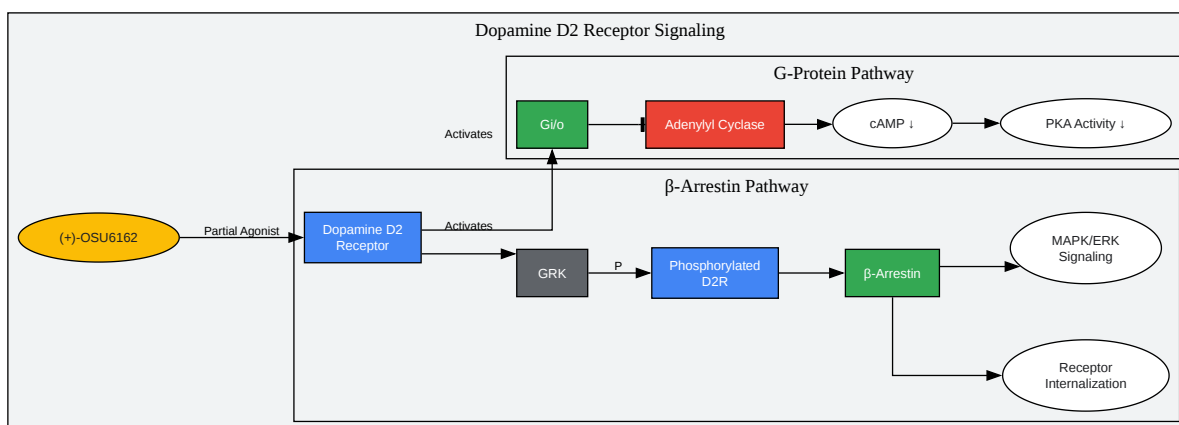 Dopamine D2 Receptor Signaling
G-Protein Pathway
Activates
Gi/o
Adenylyl Cyclase
cAMP ↓
PKA Activity ↓
β-Arrestin Pathway
(+)-OSU6162
Partial Agonist
Dopamine D2
Receptor
Activates
GRK
P
Phosphorylated
D2R
β-Arrestin
MAPK/ERK
Signaling
Receptor
Internalization